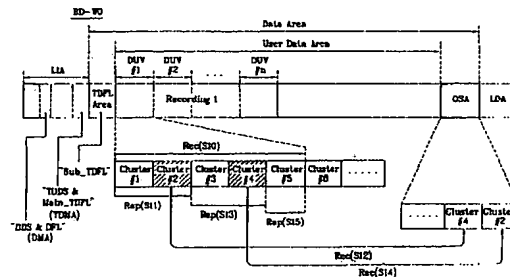 BD-WO
Data Area
User Data Area
LIA
DUV #1
DUV #2
. . .
DUV #n
TDFL Area
Recording 1
OSA
LOA
Rec(S10)
"Sub_TDFL"
"TDDS & Main_TDFL" (TDMA)
"DDS & DFL" (DMA)
Cluster #1
Cluster #2
Cluster #3
Cluster #4
Cluster #5
Cluster #6
......
Rep(S11)
Rep(S13)
Rep(S15)
......
Cluster #4
Cluster #2
Rec(S12)
Rec(S14)